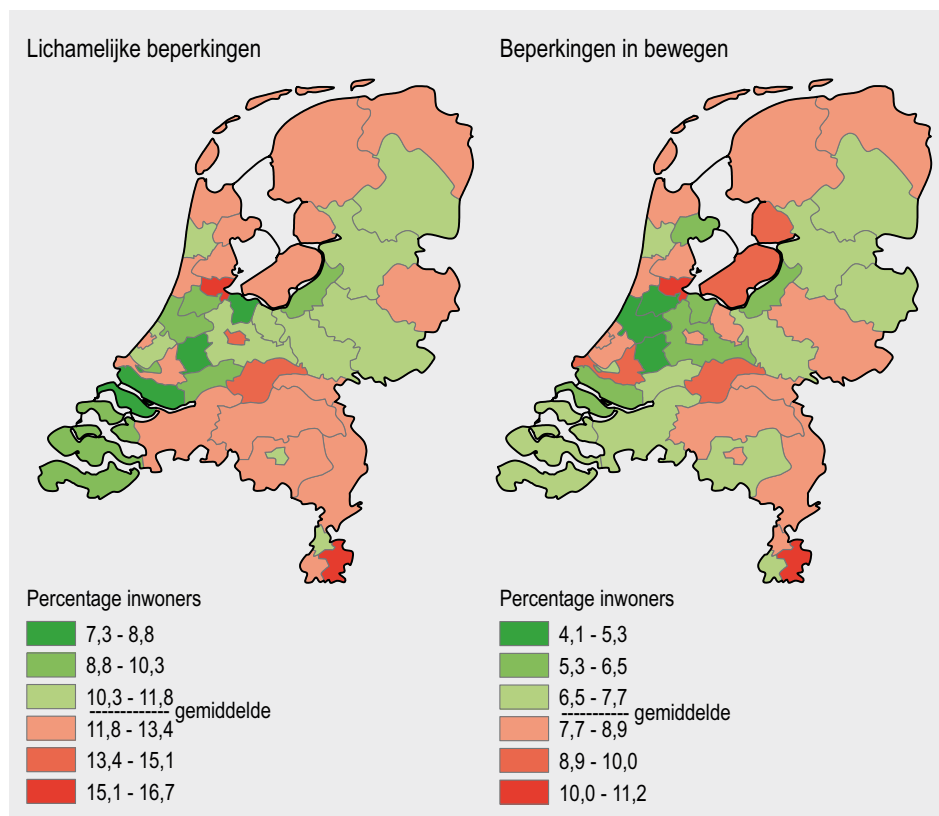 Lichamelijke beperkingen
Percentage inwoners
7,3 - 8,8
8,8 - 10,3
10,3 - 11,8
------------- gemiddelde
11,8 - 13,4
13,4 - 15,1
15,1 - 16,7
Beperkingen in bewegen
Percentage inwoners
4,1 - 5,3
5,3 - 6,5
6,5 - 7,7
----------- gemiddelde
7,7 - 8,9
8,9 - 10,0
10,0 - 11,2